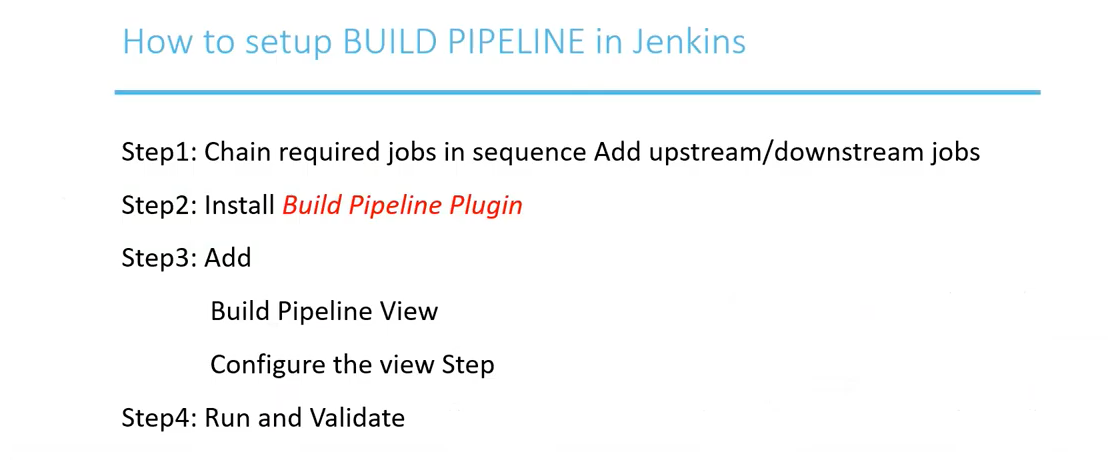 How to setup BUILD PIPELINE in Jenkins
Step1: Chain required jobs in sequence Add upstream/downstream jobs
Step2: Install Build Pipeline Plugin
Step3: Add
Build Pipeline View
Configure the view Step
Step4: Run and Validate